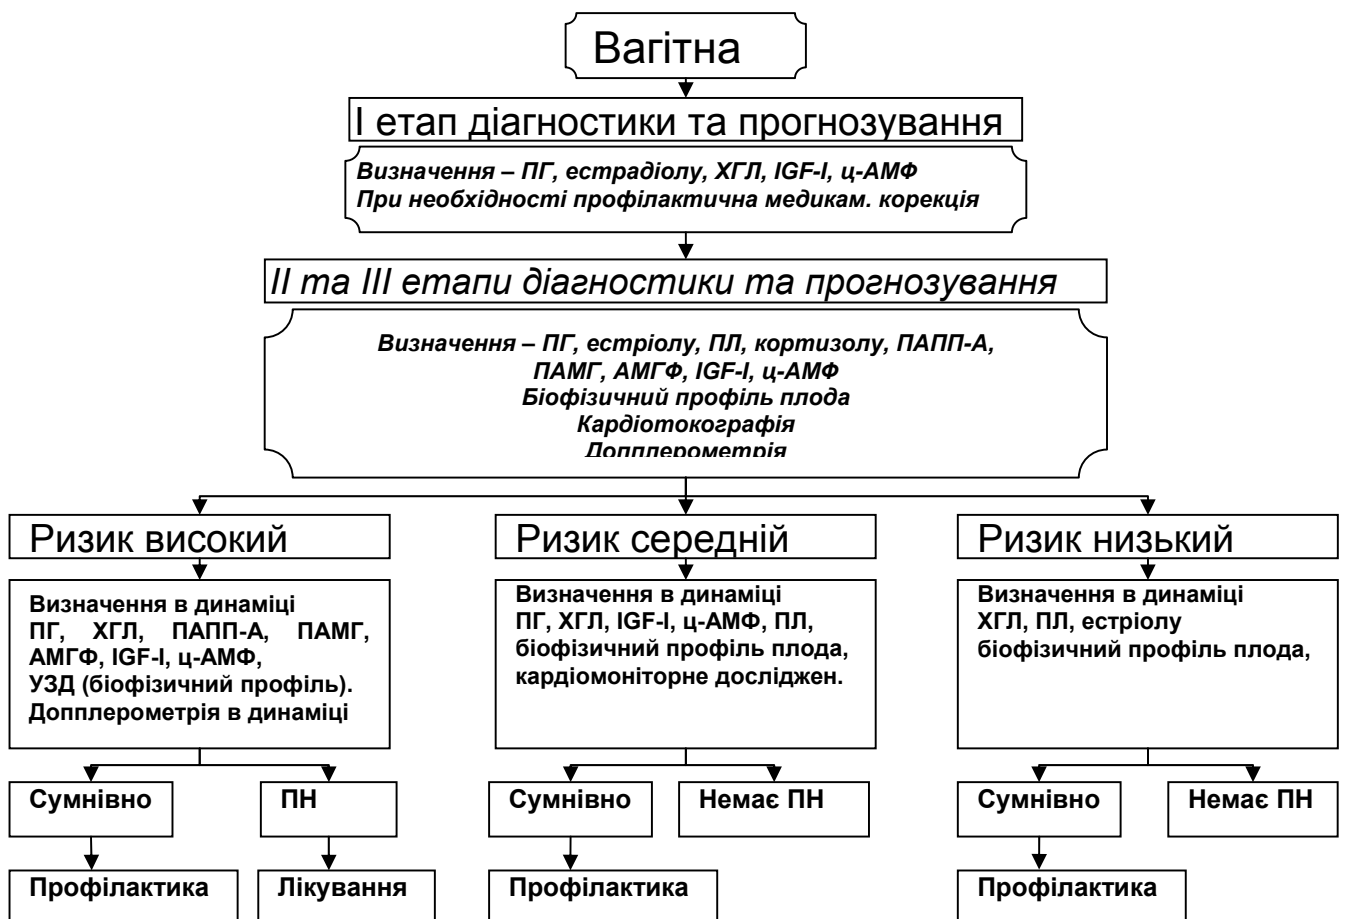 Вагітна
І етап діагностики та прогнозування
Визначення – ПГ, естрадіолу, ХГЛ, IGF-I, ц-АМФ
При необхідності профілактична медикам. корекція
ІІ та ІІІ етапи діагностики та прогнозування
Визначення – ПГ, естріолу, ПЛ, кортизолу, ПАПП-А,
ПАМГ, АМГФ, IGF-I, ц-АМФ
Біофізичний профіль плода
Кардіотокографія
Допплерометрія
Ризик високий
Визначення в динаміці
ПГ, ХГЛ, ПАПП-А, ПАМГ,
АМГФ, IGF-I, ц-АМФ,
УЗД (біофізичний профіль).
Допплерометрія в динаміці
Сумнівно
ПН
Профілактика
Лікування
Ризик середній
Визначення в динаміці
ПГ, ХГЛ, IGF-I, ц-АМФ, ПЛ,
біофізичний профіль плода,
кардіомоніторне досліджен.
Сумнівно
Немає ПН
Профілактика
Ризик низький
Визначення в динаміці
ХГЛ, ПЛ, естріолу
біофізичний профіль плода,
Сумнівно
Немає ПН
Профілактика